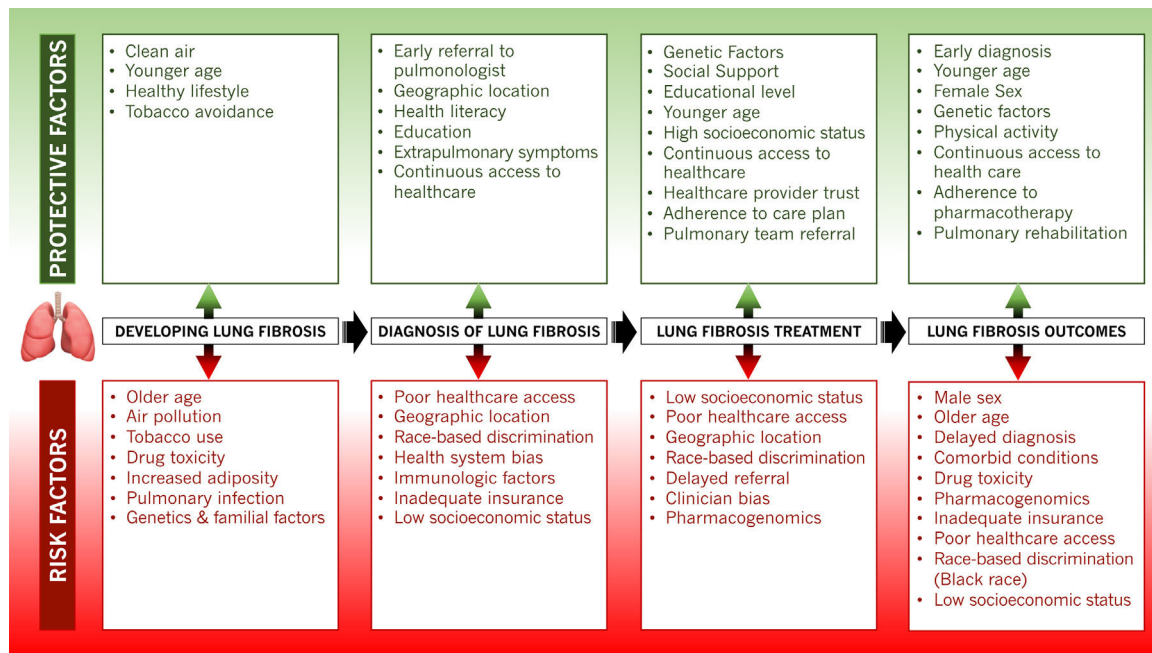 PROTECTIVE FACTORS
• Clean air
• Younger age
• Healthy lifestyle
• Tobacco avoidance
• Early referral to
pulmonologist
• Geographic location
• Health literacy
• Education
• Extrapulmonary symptoms
• Continuous access to
healthcare
• Genetic Factors
• Social Support
• Educational level
• Younger age
• High socioeconomic status
• Continuous access to
healthcare
• Healthcare provider trust
• Adherence to care plan
• Pulmonary team referral
• Early diagnosis
• Younger age
• Female Sex
• Genetic factors
• Physical activity
• Continuous access to
health care
• Adherence to
pharmacotherapy
• Pulmonary rehabilitation
DEVELOPING LUNG FIBROSIS
DIAGNOSIS OF LUNG FIBROSIS
LUNG FIBROSIS TREATMENT
LUNG FIBROSIS OUTCOMES
RISK FACTORS
• Older age
• Air pollution
• Tobacco use
• Drug toxicity
• Increased adiposity
• Pulmonary infection
• Genetics & familial factors
• Poor healthcare access
• Geographic location
• Race-based discrimination
• Health system bias
• Immunologic factors
• Inadequate insurance
• Low socioeconomic status
• Low socioeconomic status
• Poor healthcare access
• Geographic location
• Race-based discrimination
• Delayed referral
• Clinician bias
• Pharmacogenomics
• Male sex
• Older age
• Delayed diagnosis
• Comorbid conditions
• Drug toxicity
• Pharmacogenomics
• Inadequate insurance
• Poor healthcare access
• Race-based discrimination
(Black race)
• Low socioeconomic status